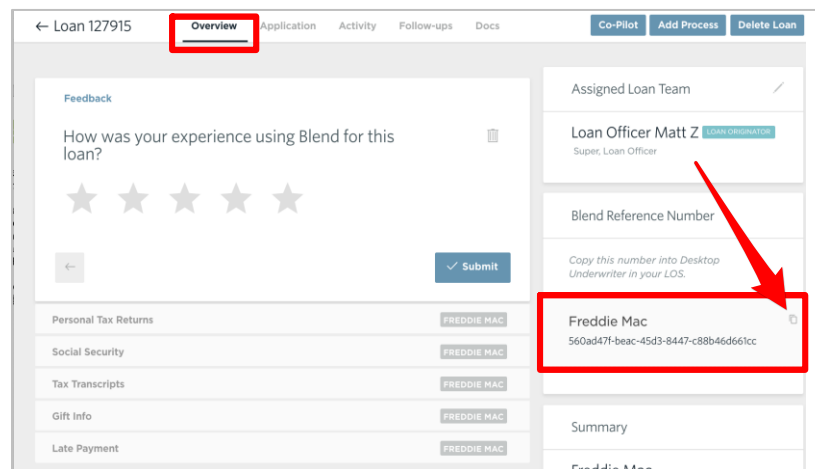 ← Loan 127915
Overview
Application
Activity
Follow-ups
Docs
Co-Pilot
Add Process
Delete Loan
Feedback
How was your experience using Blend for this
loan?
←
✓ Submit
Personal Tax Returns
FREDDIE MAC
Social Security
FREDDIE MAC
Tax Transcripts
FREDDIE MAC
Gift Info
FREDDIE MAC
Late Payment
FREDDIE MAC
Assigned Loan Team
Loan Officer Matt Z LOAN ORIGINATOR
Super, Loan Officer
Blend Reference Number
Copy this number into Desktop
Underwriter in your LOS.
Freddie Mac
560ad47f-beac-45d3-8447-c88b46d661cc
Summary
Freddie Mac